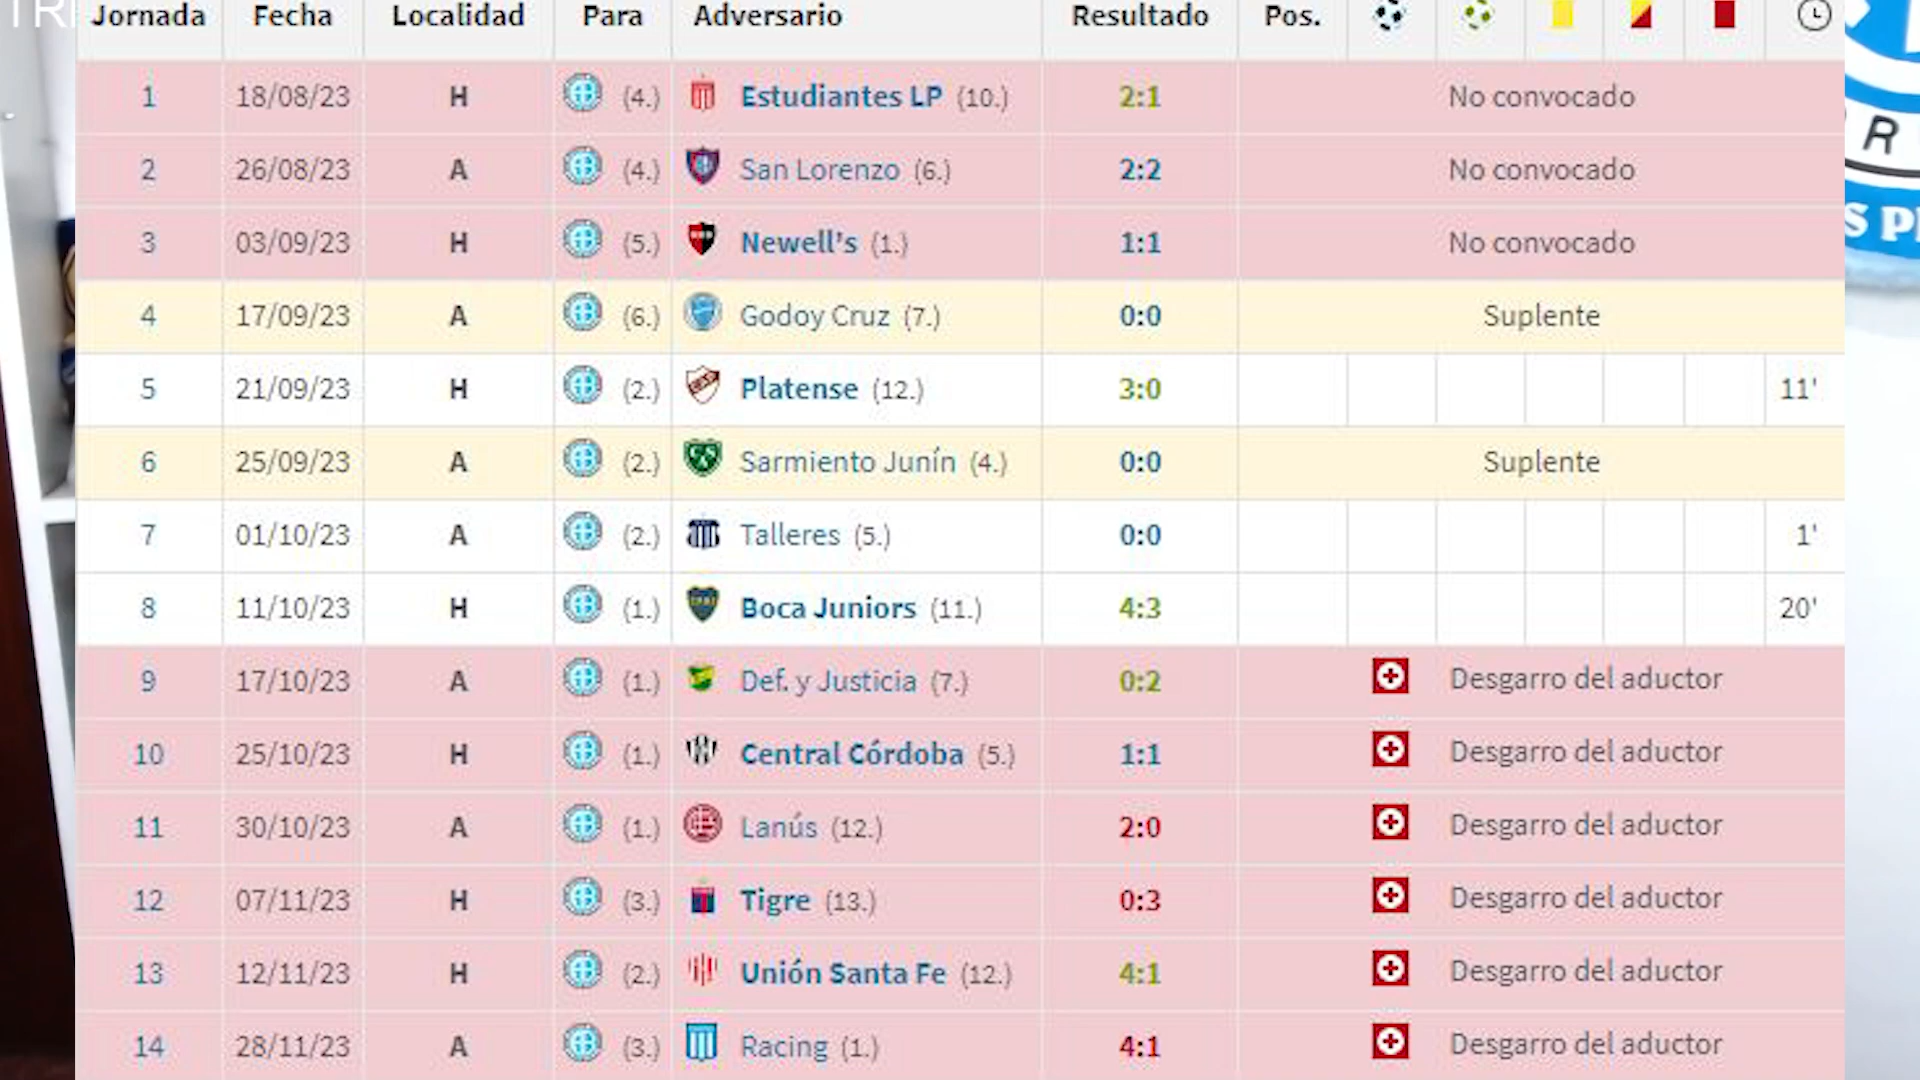 Jornada Fecha Localidad Para Adversario Resultado Pos.
1 18/08/23 H (4.) Estudiantes LP (10.) 2:1 No convocado
2 26/08/23 A (4.) San Lorenzo (6.) 2:2 No convocado
3 03/09/23 H (5.) Newell's (1.) 1:1 No convocado
4 17/09/23 A (6.) Godoy Cruz (7.) 0:0 Suplente
5 21/09/23 H (2.) Platense (12.) 3:0 11'
6 25/09/23 A (2.) Sarmiento Junín (4.) 0:0 Suplente
7 01/10/23 A (2.) Talleres (5.) 0:0 1'
8 11/10/23 H (1.) Boca Juniors (11.) 4:3 20'
9 17/10/23 A (1.) Def. y Justicia (7.) 0:2 Desgarro del aductor
10 25/10/23 H (1.) Central Córdoba (5.) 1:1 Desgarro del aductor
11 30/10/23 A (1.) Lanús (12.) 2:0 Desgarro del aductor
12 07/11/23 H (3.) Tigre (13.) 0:3 Desgarro del aductor
13 12/11/23 H (2.) Unión Santa Fe (12.) 4:1 Desgarro del aductor
14 28/11/23 A (3.) Racing (1.) 4:1 Desgarro del aductor